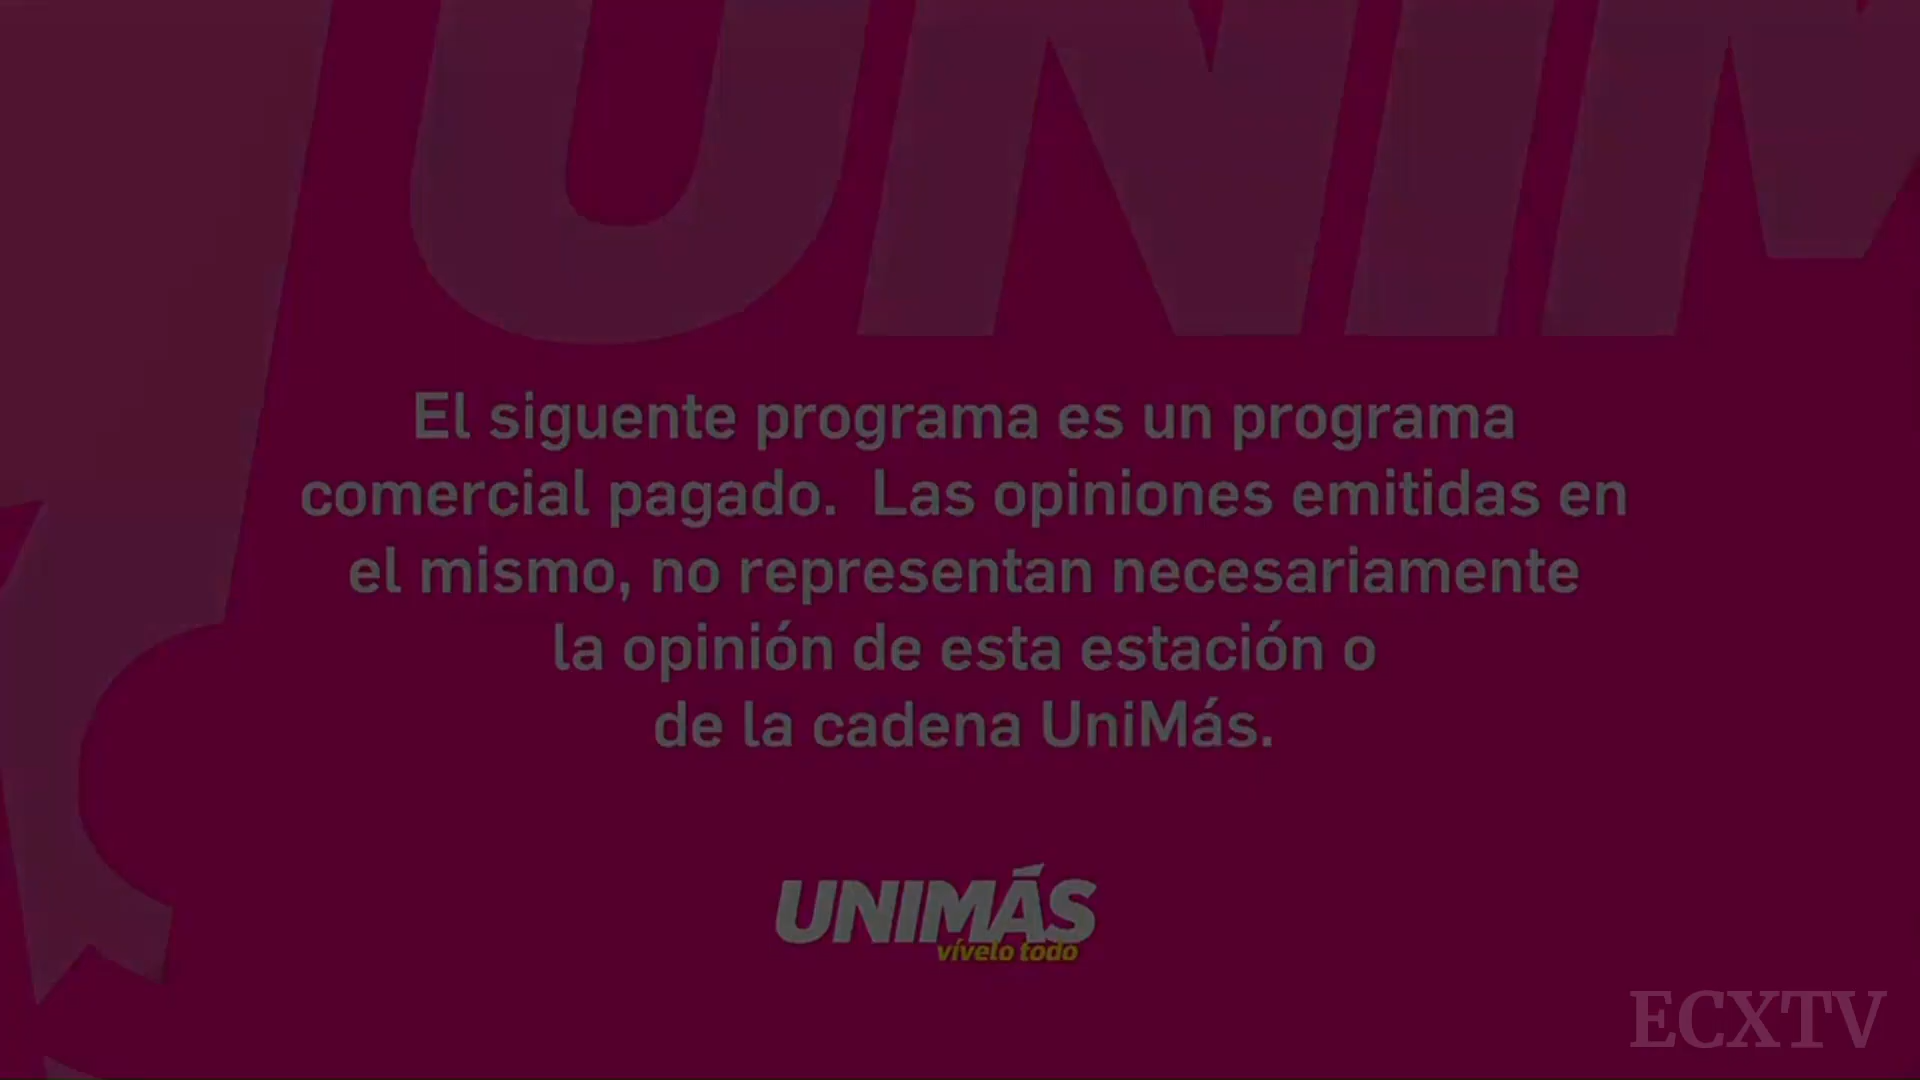 UNIM
El siguente programa es un programa
comercial pagado. Las opiniones emitidas en
el mismo, no representan necesariamente
la opinión de esta estación o
de la cadena UniMás.
UNIMÁS
vívelo todo
ECXTV